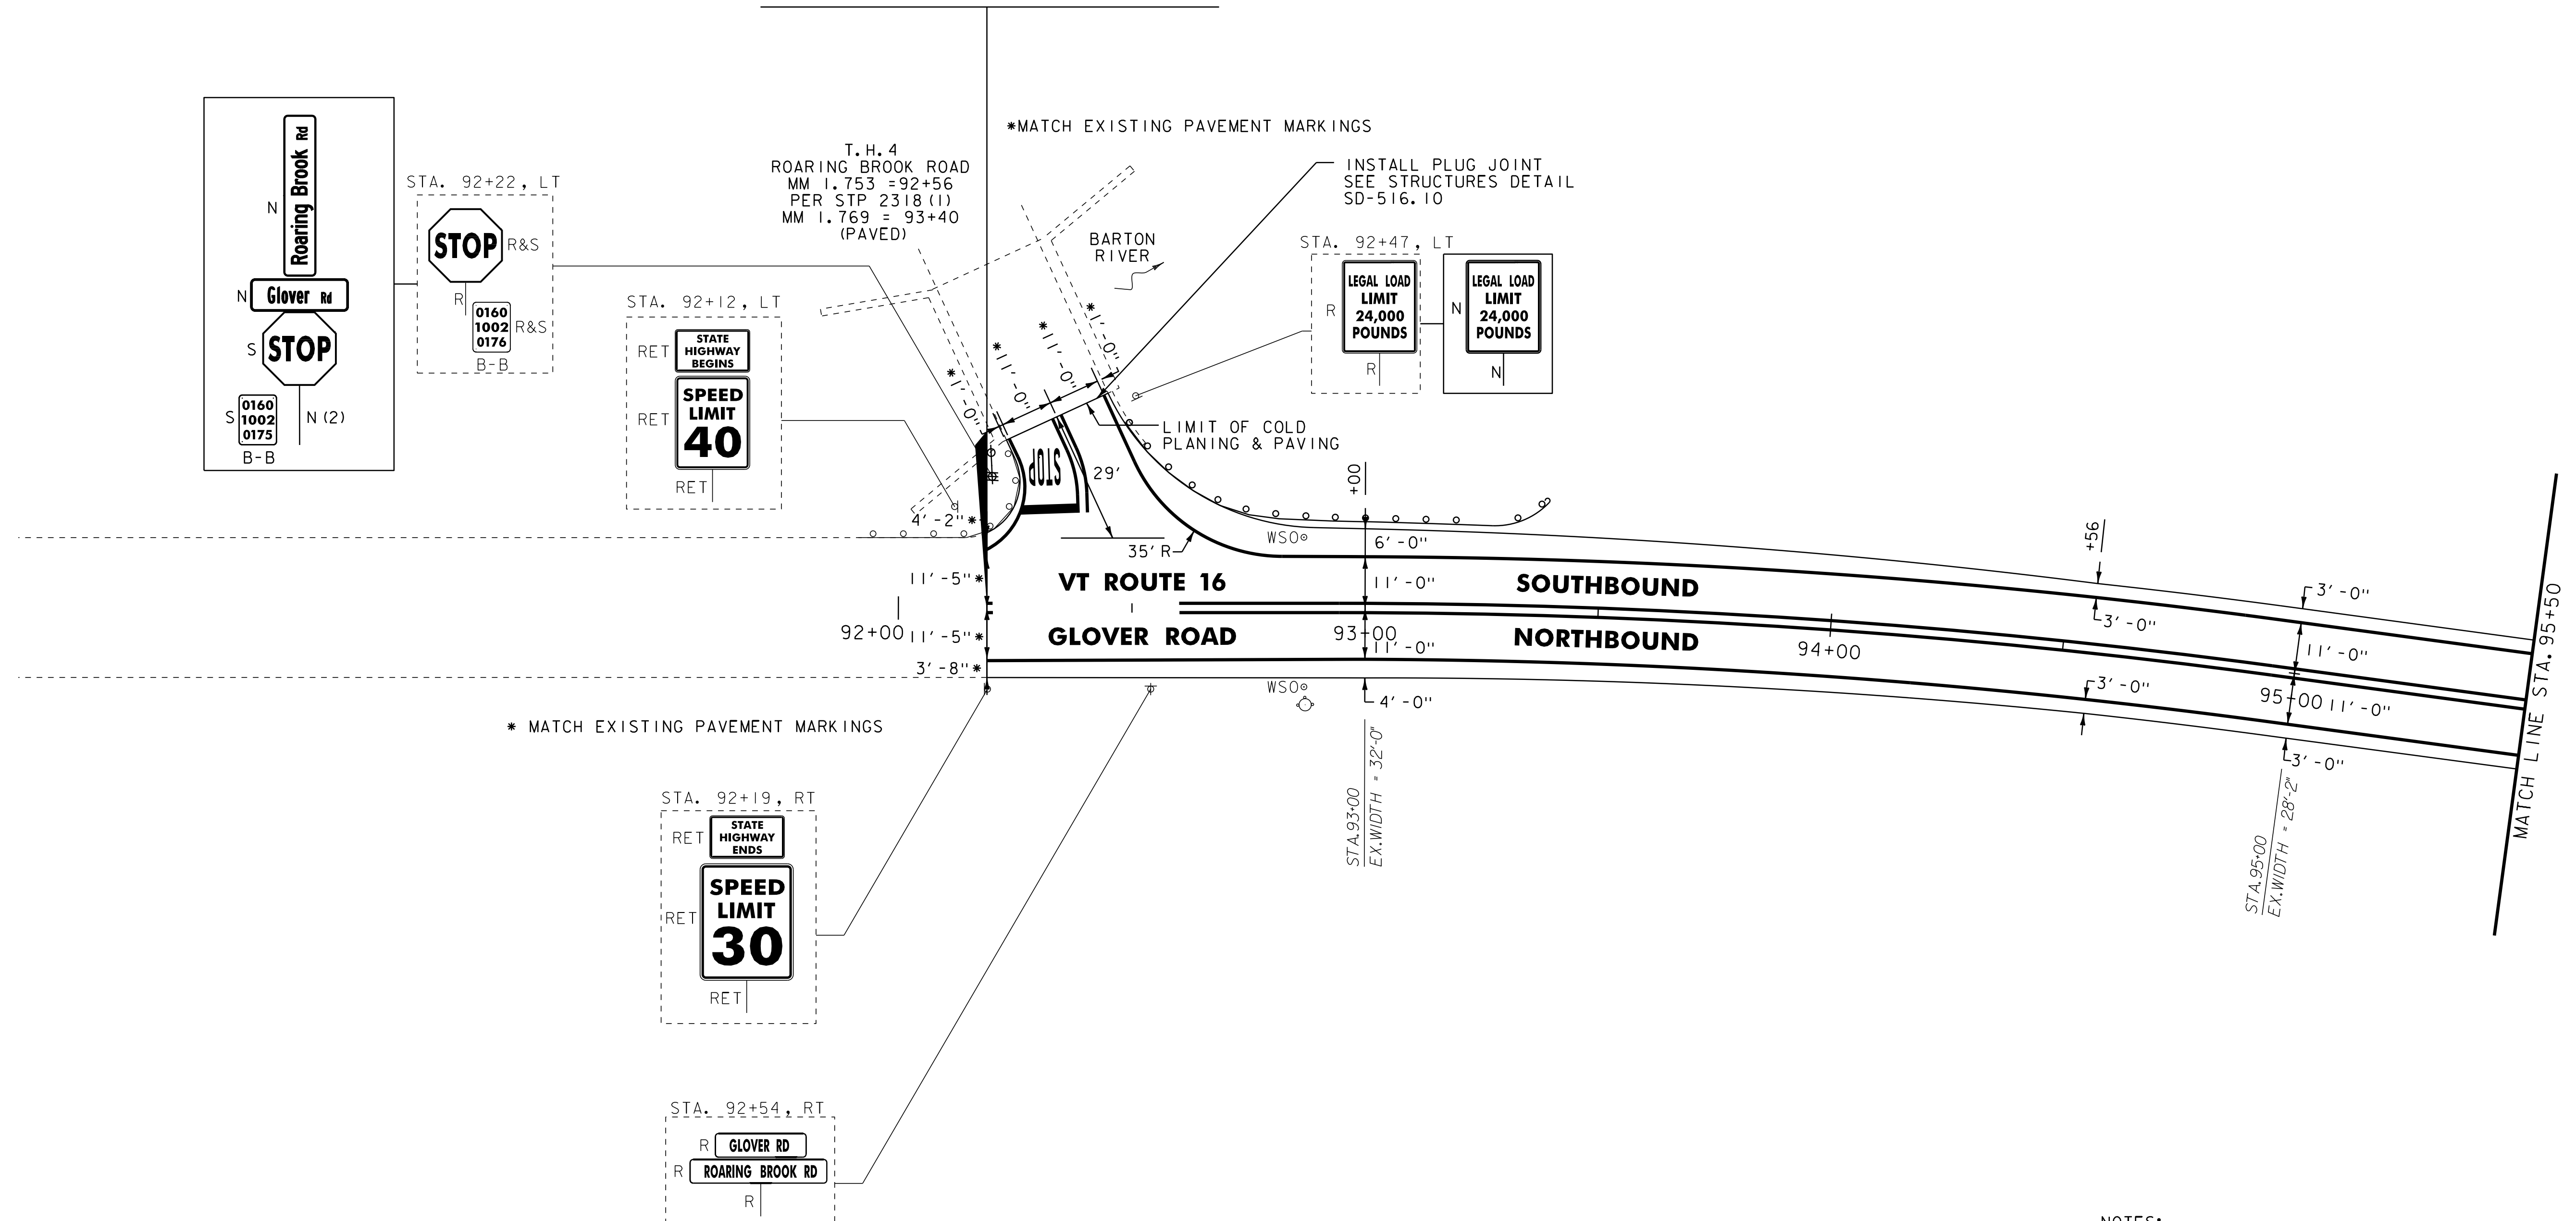 *MATCH EXISTING PAVEMENT MARKINGS
T.H.4
ROARING BROOK ROAD
MM 1.753 =92+56
PER STP 2318(1)
MM 1.769 = 93+40
(PAVED)
INSTALL PLUG JOINT
SEE STRUCTURES DETAIL
SD-516.10
BARTON
RIVER
N
Roaring Brook Rd
N
Glover Rd
S
STOP
S
0160
1002
0175
B-B
N(2)
STA. 92+22, LT
STOP
R&S
R
0160
1002
0176
R&S
B-B
STA. 92+12, LT
RET
STATE
HIGHWAY
BEGINS
RET
SPEED
LIMIT
40
RET
STA. 92+47, LT
R
LEGAL LOAD
LIMIT
24,000
POUNDS
R
N
LEGAL LOAD
LIMIT
24,000
POUNDS
N
*1'-0"
*11'-0"
*11'-0"
*1'-0"
LIMIT OF COLD
PLANING & PAVING
STOP
29'
4'-2"*
35'R
WSO
+00
6'-0"
+56
11'-5"*
VT ROUTE 16
11'-0"
SOUTHBOUND
3'-0"
3'-0"
92+00
11'-5"*
GLOVER ROAD
93+00
11'-0"
NORTHBOUND
94+00
11'-0"
3'-8"*
WSO
4'-0"
3'-0"
95+00
11'-0"
3'-0"
MATCH LINE STA. 95+50
* MATCH EXISTING PAVEMENT MARKINGS
STA.93+00
EX.WIDTH = 32'-0"
STA.95+00
EX.WIDTH = 28'-2"
STA. 92+19, RT
RET
STATE
HIGHWAY
ENDS
RET
SPEED
LIMIT
30
RET
STA. 92+54, RT
R
GLOVER RD
R
ROARING BROOK RD
R
NOTES: